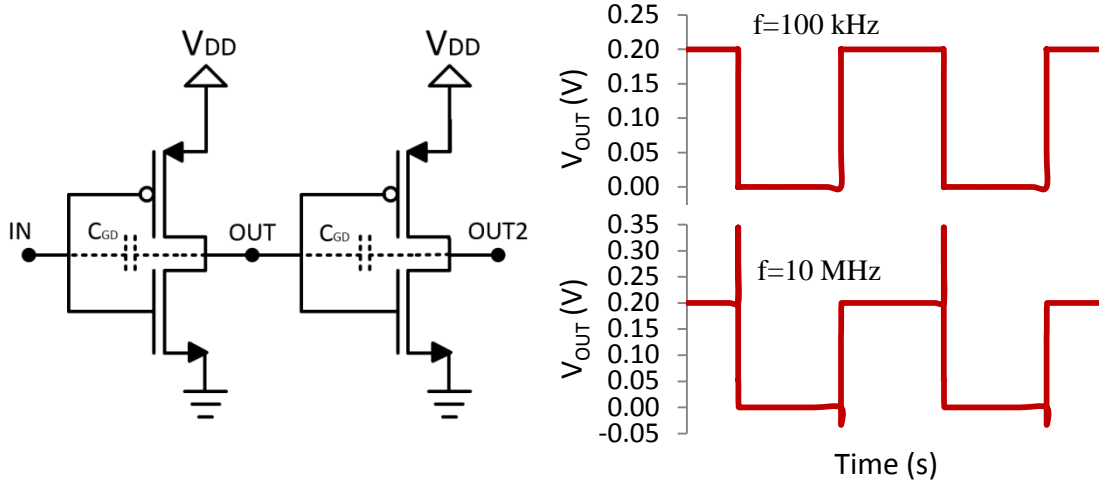 VDD
VDD
IN
CGD
OUT
CGD
OUT2
0.25
0.20
0.15
0.10
0.05
0.00
VOUT (V)
f=100 kHz
0.35
0.30
0.25
0.20
0.15
0.10
0.05
0.00
-0.05
VOUT (V)
f=10 MHz
Time (s)